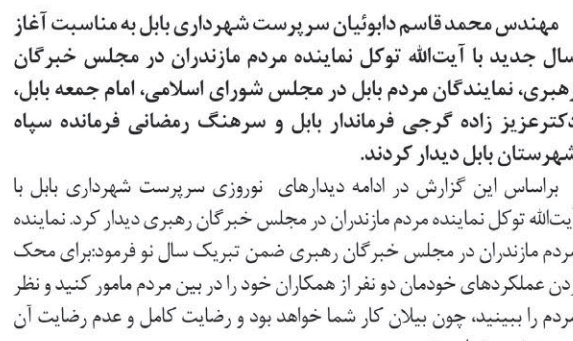 مهندس محمد قاسم دابوئیان سرپرست شهرداری بابل به مناسبت آغاز
سال جدید با آیت‌الله توکل نماینده مردم مازندران در مجلس خبرگان
رهبری، نمایندگان مردم بابل در مجلس شورای اسلامی، امام جمعه بابل،
دکترعزیز زاده گرجی فرماندار بابل و سرهنگ رمضانی فرمانده سپاه
شهرستان بابل دیدار کردند.
براساس این گزارش در ادامه دیدارهای نوروزی سرپرست شهرداری بابل با
آیت‌الله توکل نماینده مردم مازندران در مجلس خبرگان رهبری دیدار کرد. نماینده
مردم مازندران در مجلس خبرگان رهبری ضمن تبریک سال نو فرمود:برای محک
زدن عملکردهای خودمان دو نفر از همکاران خود را در بین مردم مامور کنید و نظر
مردم را ببینید، چون بیلان کار شما خواهد بود و رضایت کامل و عدم رضایت آن